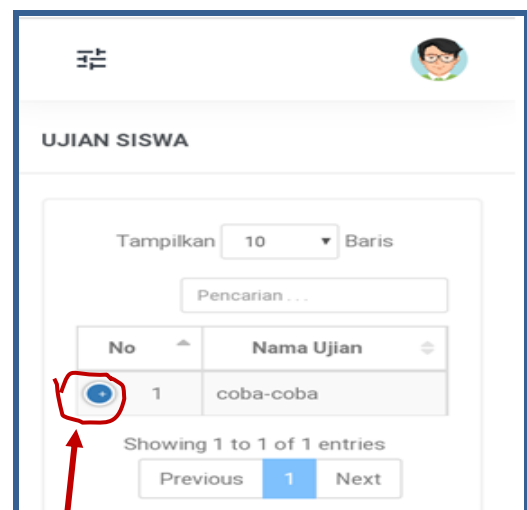 UJIAN SISWA
Tampilkan 10 Baris
Pencarian . . .
No Nama Ujian
1 coba-coba
Showing 1 to 1 of 1 entries
Previous 1 Next